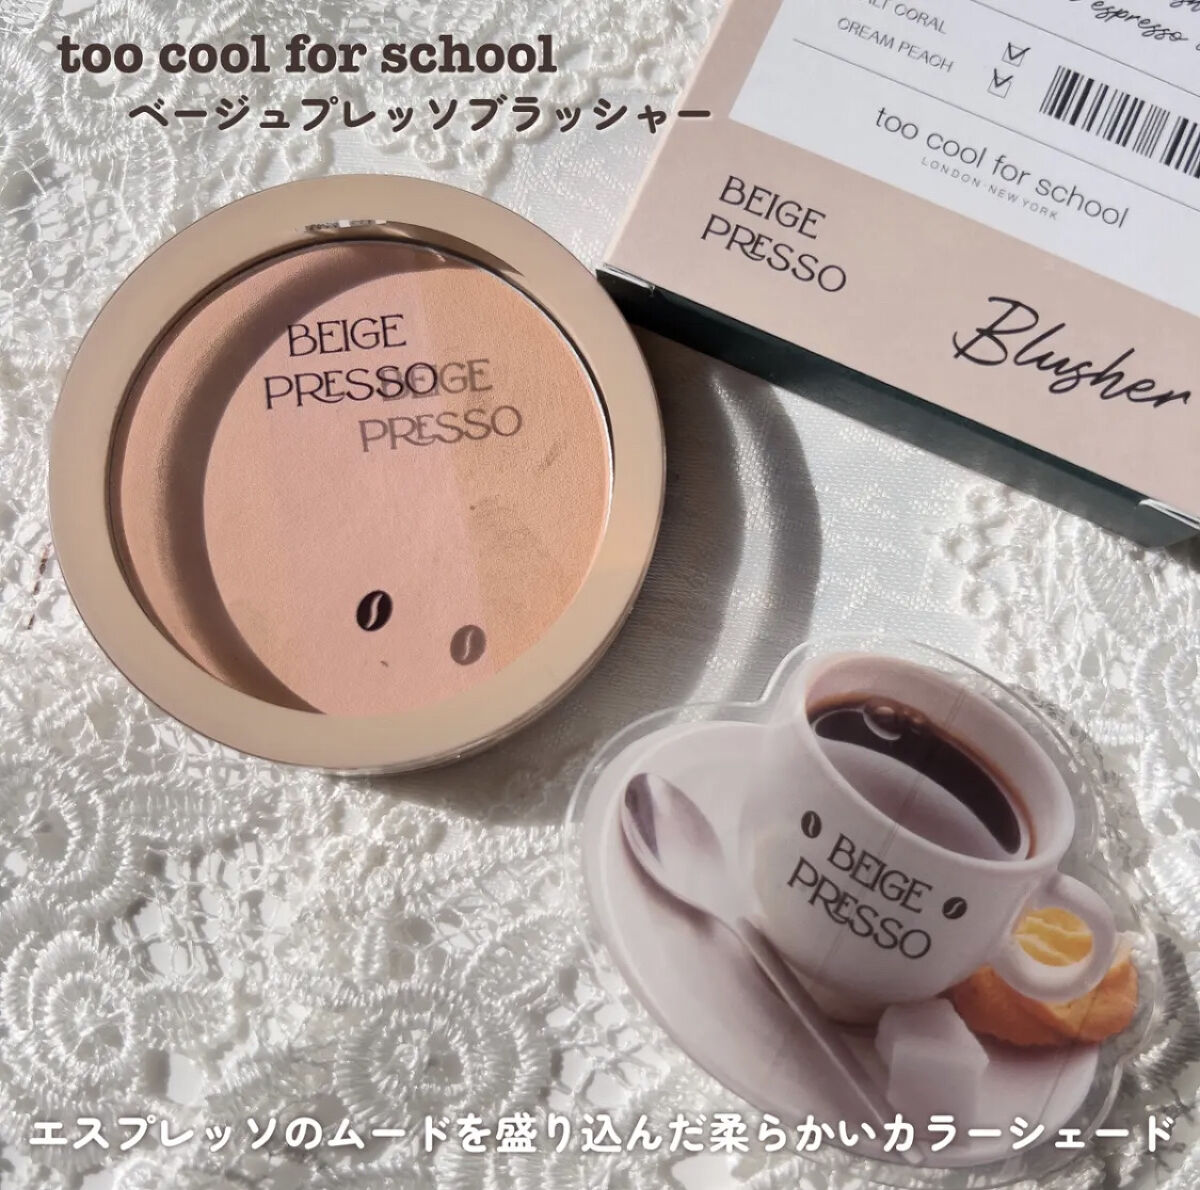 too cool for school
ベージュプレッソブラッシャー
espresso
CORAL
CREAM PEACH
too cool for school
LONDON·NEW YORK
BEIGE
PRESSO
Blusher
BEIGE
PRESSO
BEIGE
PRESSO
BEIGE
PRESSO
エスプレッソのムードを盛り込んだ柔らかいカラーシェード